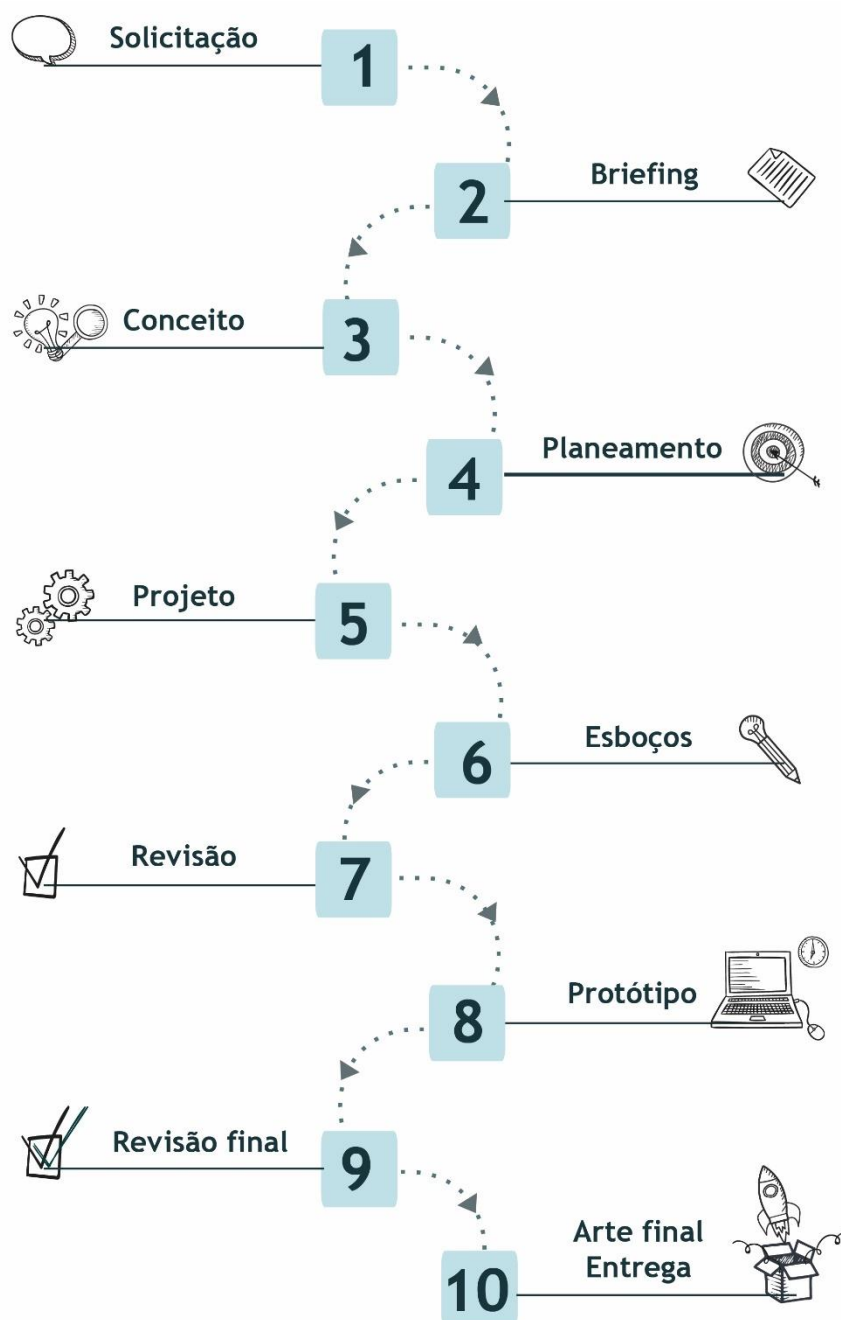 Solicitação
1
2
Briefing
Conceito
3
4
Planeamento
Projeto
5
6
Esboços
Revisão
7
8
Protótipo
Revisão final
9
10
Arte final
Entrega